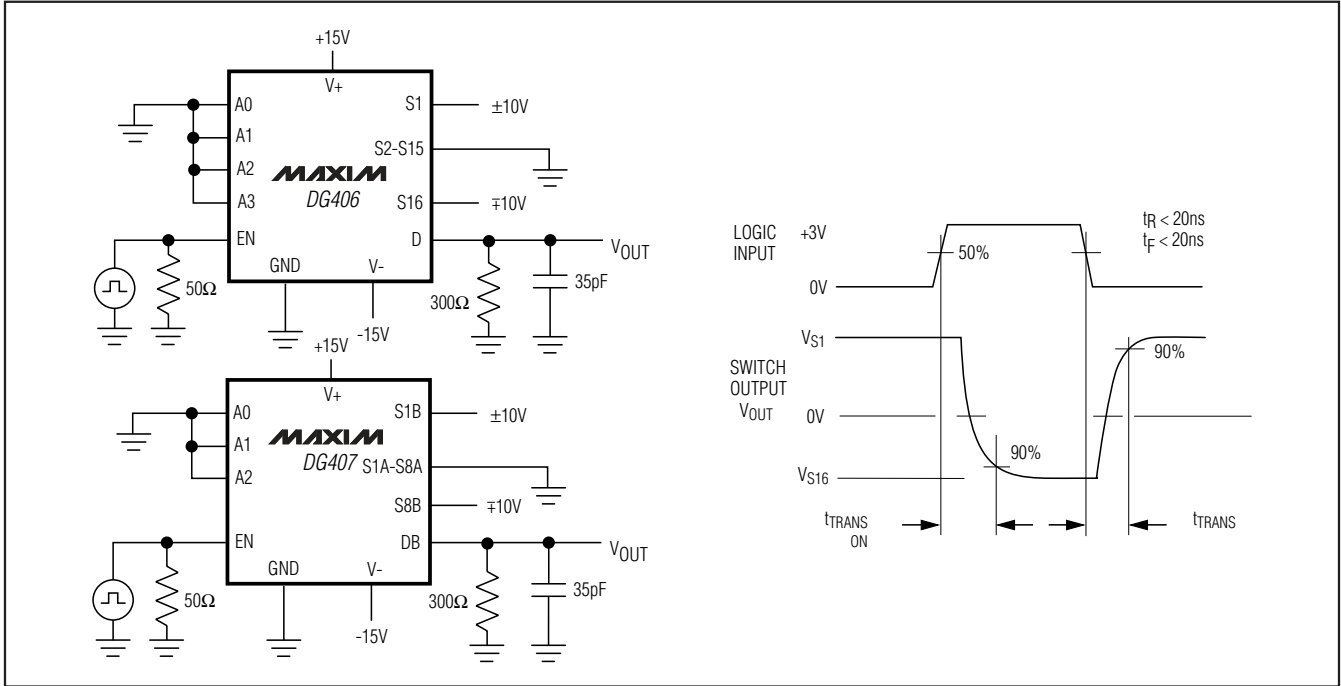 +15V
V+
A0
A1
A2
A3
EN
S1
±10V
S2-S15
MAXIM
DG406
S16
∓10V
D
VOUT
GND
V-
50Ω
300Ω
35pF
-15V
+15V
V+
A0
A1
A2
EN
S1B
±10V
MAXIM
DG407
S1A-S8A
S8B
∓10V
DB
VOUT
GND
V-
50Ω
300Ω
35pF
-15V
LOGIC
INPUT
+3V
50%
0V
tR < 20ns
tF < 20ns
VS1
90%
SWITCH
OUTPUT
VOUT
0V
90%
VS16
tTRANS
ON
tTRANS